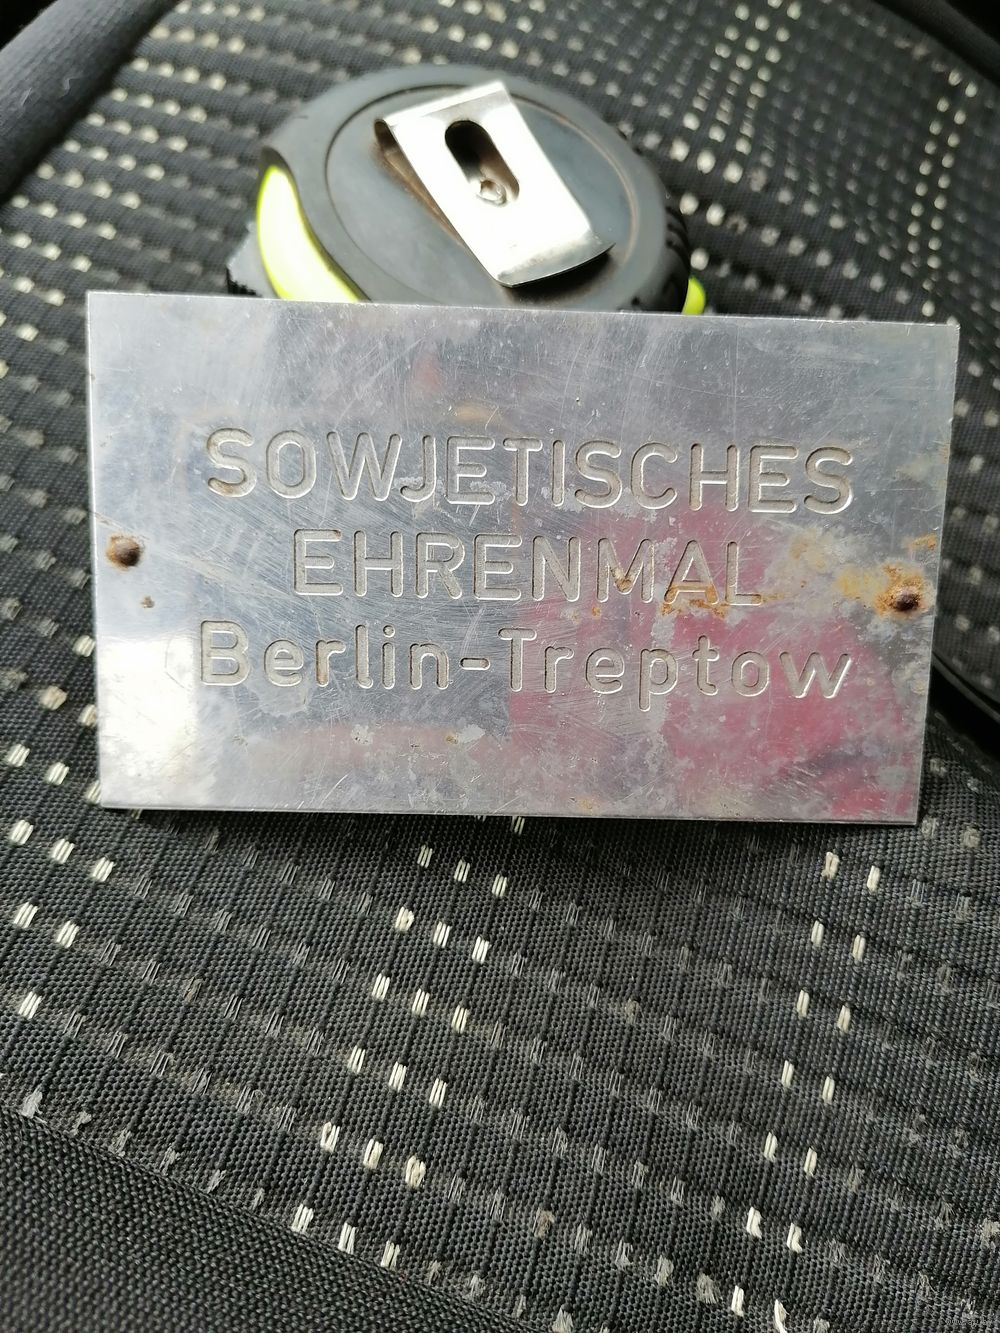 SOWJETISCHES
EHRENMAL
Berlin-Treptow